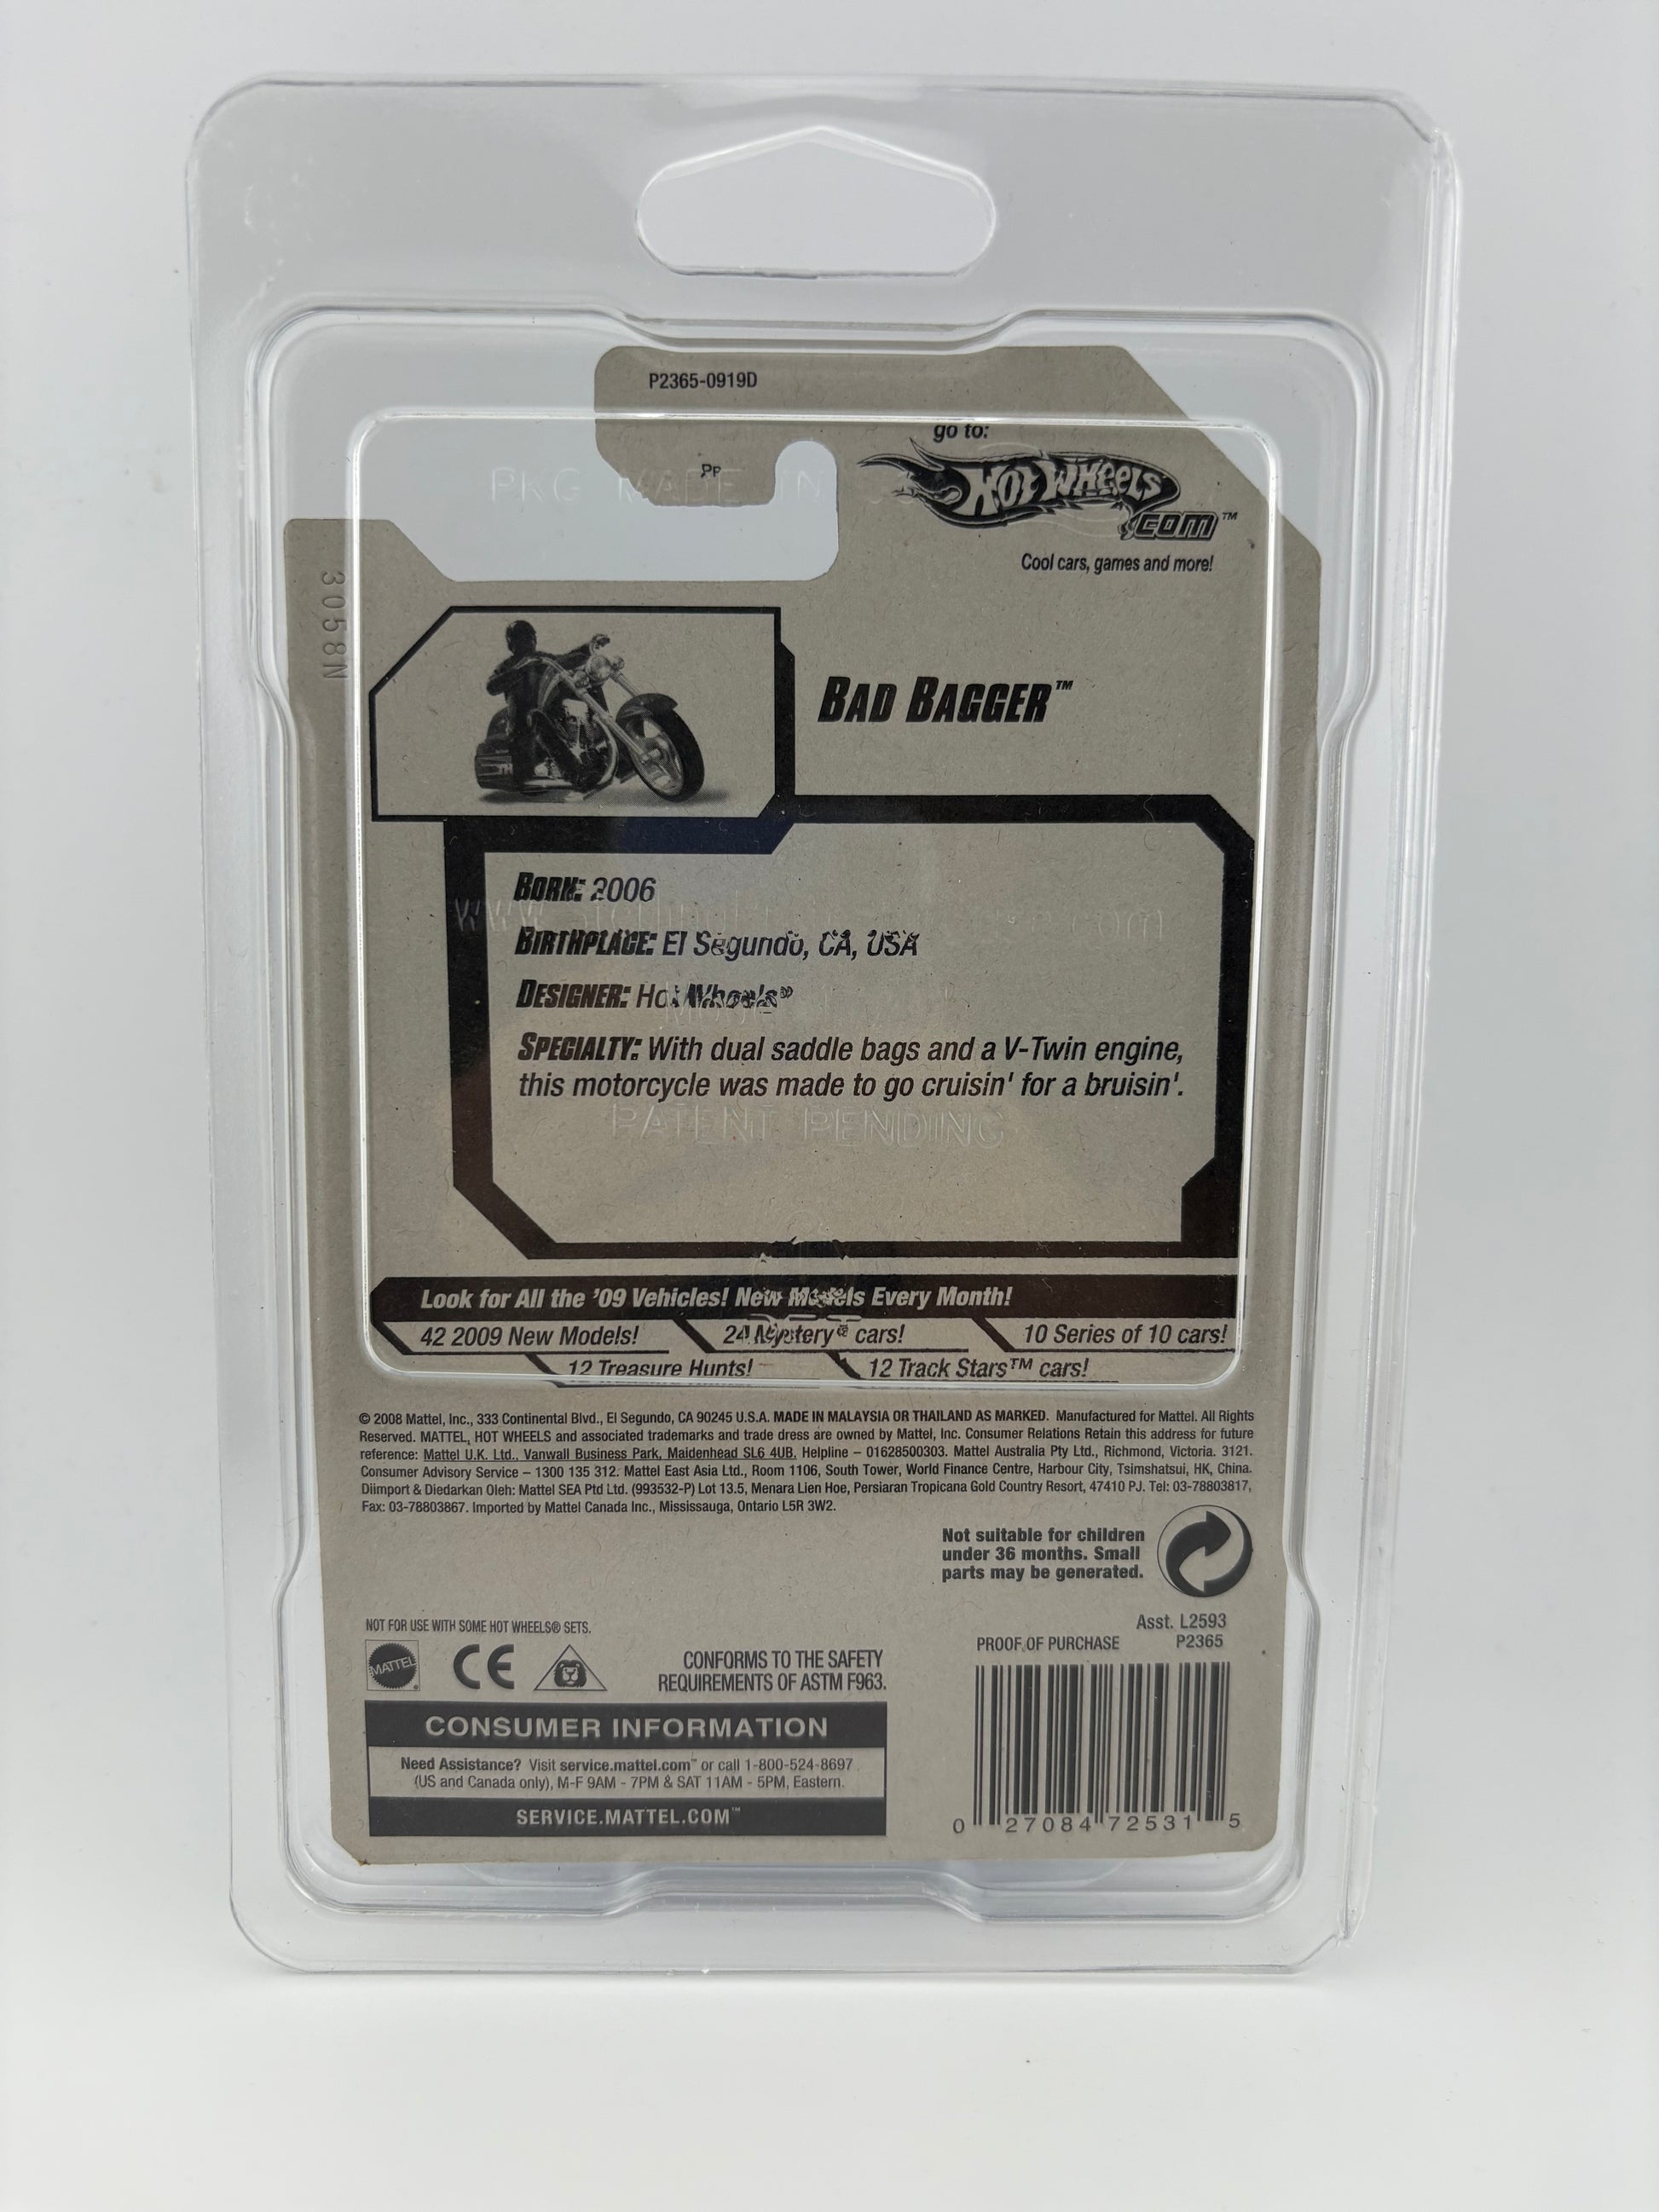 P2365-0919D
go to:
PKG MADE IN
Hot Wheels
.com™
Cool cars, games and more!
3058N
BAD BAGGER™
BORN: 2006
BIRTHPLACE: El Segundo, CA, USA
DESIGNER: Hot Wheels®
SPECIALTY: With dual saddle bags and a V-Twin engine,
this motorcycle was made to go cruisin' for a bruisin'.
PATENT PENDING
Look for All the '09 Vehicles! New Models Every Month!
42 2009 New Models! 24 Mystery® cars! 10 Series of 10 cars!
12 Treasure Hunts! 12 Track Stars™ cars!
© 2008 Mattel, Inc., 333 Continental Blvd., El Segundo, CA 90245 U.S.A. MADE IN MALAYSIA OR THAILAND AS MARKED. Manufactured for Mattel. All Rights
Reserved. MATTEL, HOT WHEELS and associated trademarks and trade dress are owned by Mattel, Inc. Consumer Relations Retain this address for future
reference: Mattel U.K. Ltd., Vanwall Business Park, Maidenhead SL6 4UB. Helpline – 01628500303. Mattel Australia Pty Ltd., Richmond, Victoria. 3121.
Consumer Advisory Service – 1300 135 312. Mattel East Asia Ltd., Room 1106, South Tower, World Finance Centre, Harbour City, Tsimshatsui, HK, China.
Diimport & Diedarkan Oleh: Mattel SEA Ptd Ltd. (993532-P) Lot 13.5, Menara Lien Hoe, Persiaran Tropicana Gold Country Resort, 47410 PJ. Tel: 03-78803817,
Fax: 03-78803867. Imported by Mattel Canada Inc., Mississauga, Ontario L5R 3W2.
Not suitable for children
under 36 months. Small
parts may be generated.
NOT FOR USE WITH SOME HOT WHEELS® SETS.
Asst. L2593
PROOF OF PURCHASE P2365
MATTEL
CE
CONFORMS TO THE SAFETY
REQUIREMENTS OF ASTM F963.
CONSUMER INFORMATION
Need Assistance? Visit service.mattel.com™ or call 1-800-524-8697
(US and Canada only), M-F 9AM - 7PM & SAT 11AM - 5PM, Eastern.
SERVICE.MATTEL.COM™
0 27084 72531 5